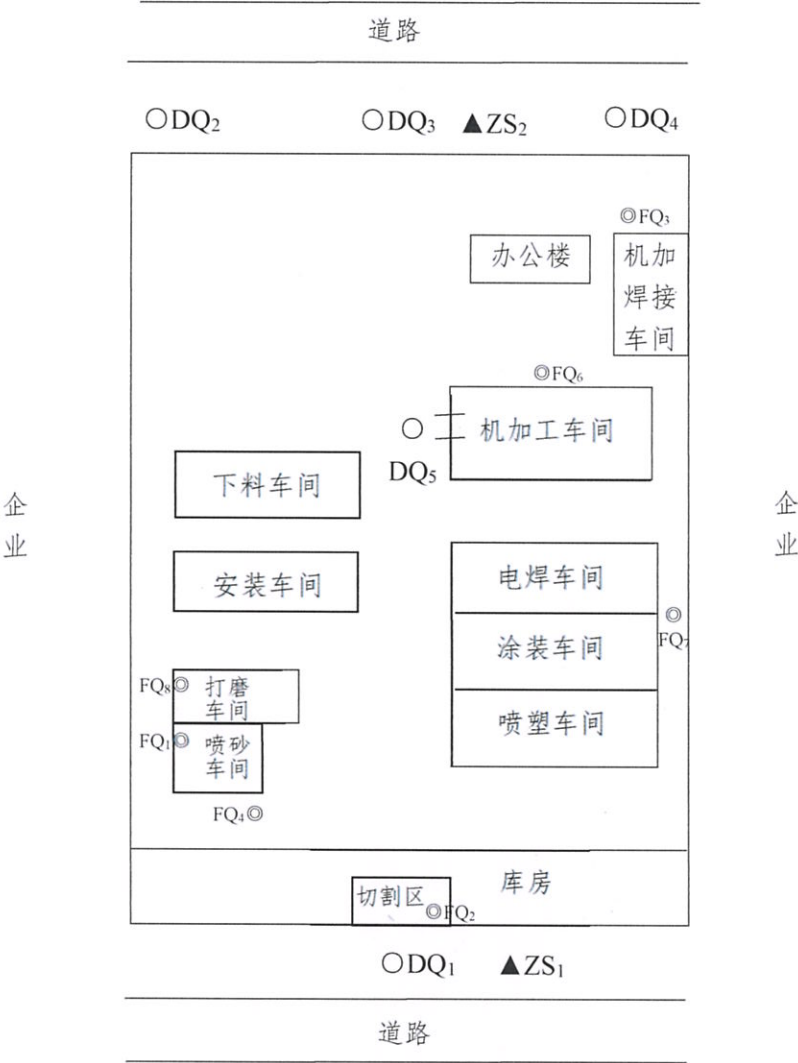 道路
○DQ₂
○DQ₃
▲ZS₂
○DQ₄
◎FQ₃
办公楼
机加
焊接
车间
◎FQ₆
机加工车间
○
DQ₅
下料车间
企
业
企
业
安装车间
电焊车间
◎
FQ₇
涂装车间
FQ₈◎
打磨
车间
喷塑车间
FQ₁◎
喷砂
车间
FQ₄◎
库房
切割区
◎FQ₂
○DQ₁
▲ZS₁
道路